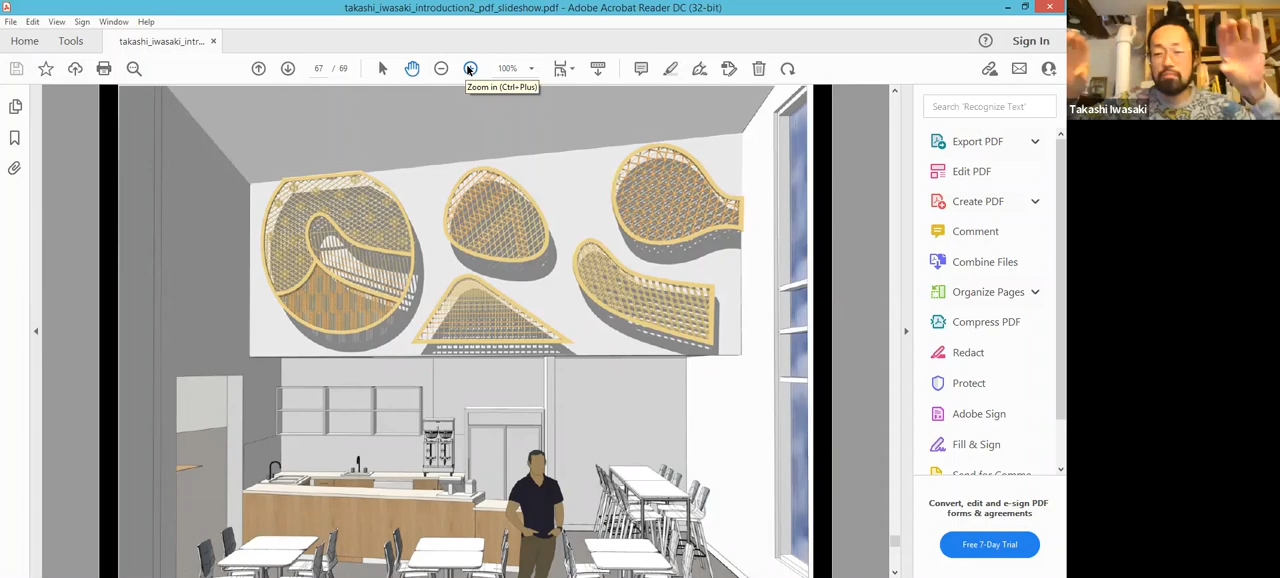 takashi_iwasaki_introduction2_pdf_slideshow.pdf - Adobe Acrobat Reader DC (32-bit)
File Edit View Sign Window Help
Home Tools takashi_iwasaki_intr... Sign In
67 / 69 100%
Zoom in (Ctrl+Plus)
Takashi Iwasaki
Search 'Recognize Text'
Export PDF
Edit PDF
Create PDF
Comment
Combine Files
Organize Pages
Compress PDF
Redact
Protect
Adobe Sign
Fill & Sign
Send for Comme
Convert, edit and e-sign PDF
forms & agreements
Free 7-Day Trial